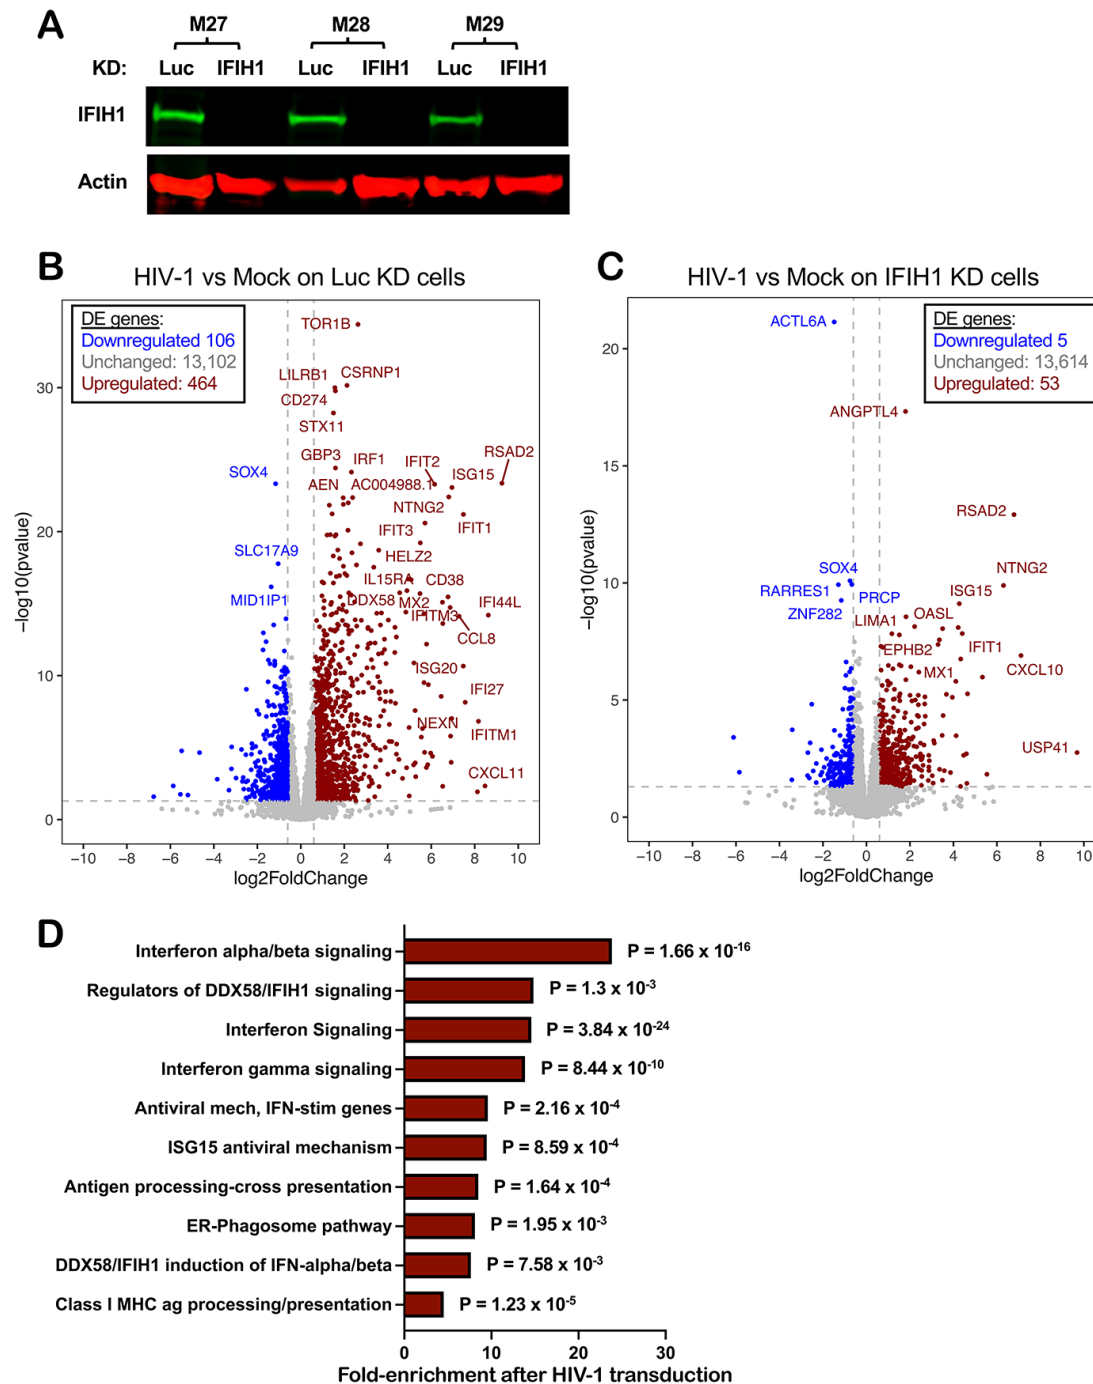 A
M27 M28 M29
KD: Luc IFIH1 Luc IFIH1 Luc IFIH1
IFIH1
Actin
B
HIV-1 vs Mock on Luc KD cells
DE genes:
Downregulated 106
Unchanged: 13,102
Upregulated: 464
TOR1B
LILRB1 CSRNP1
CD274
STX11
GBP3 IRF1 IFIT2 RSAD2
SOX4 AEN AC004988.1 ISG15
NTNG2
IFIT3 IFIT1
SLC17A9 HELZ2
IL15RA CD38
MID1IP1 DDX58 MX2 IFI44L
IFITM3
CCL8
ISG20
IFI27
NEXN
IFITM1
CXCL11
30
20
10
0
−log10(pvalue)
−10 −8 −6 −4 −2 0 2 4 6 8 10
log2FoldChange
C
HIV-1 vs Mock on IFIH1 KD cells
DE genes:
Downregulated 5
Unchanged: 13,614
Upregulated: 53
ACTL6A
ANGPTL4
RSAD2
SOX4 NTNG2
RARRES1 PRCP ISG15
ZNF282 LIMA1 OASL
EPHB2 IFIT1
MX1 CXCL10
USP41
20
15
10
5
0
−log10(pvalue)
−10 −8 −6 −4 −2 0 2 4 6 8 10
log2FoldChange
D
Interferon alpha/beta signaling P = 1.66 x 10-16
Regulators of DDX58/IFIH1 signaling P = 1.3 x 10-3
Interferon Signaling P = 3.84 x 10-24
Interferon gamma signaling P = 8.44 x 10-10
Antiviral mech, IFN-stim genes P = 2.16 x 10-4
ISG15 antiviral mechanism P = 8.59 x 10-4
Antigen processing-cross presentation P = 1.64 x 10-4
ER-Phagosome pathway P = 1.95 x 10-3
DDX58/IFIH1 induction of IFN-alpha/beta P = 7.58 x 10-3
Class I MHC ag processing/presentation P = 1.23 x 10-5
0 10 20 30
Fold-enrichment after HIV-1 transduction